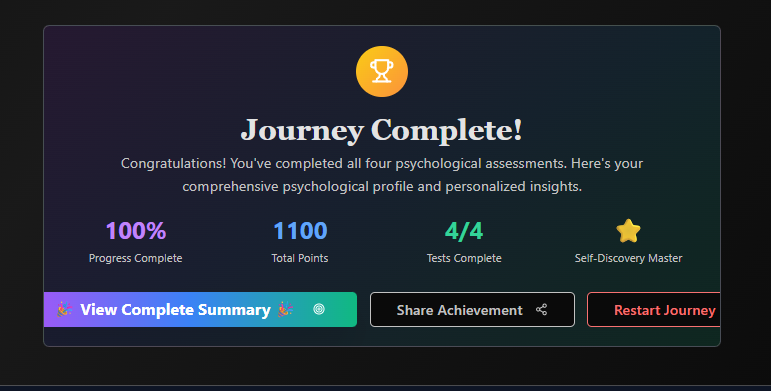 Journey Complete!
Congratulations! You've completed all four psychological assessments. Here's your
comprehensive psychological profile and personalized insights.
100%
Progress Complete
1100
Total Points
4/4
Tests Complete
Self-Discovery Master
View Complete Summary
Share Achievement
Restart Journey